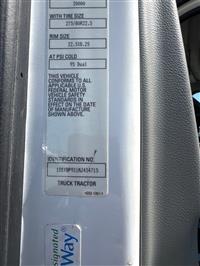 20000
WITH TIRE SIZE
275/80R22.5
RIM SIZE
22.5X8.25
AT PSI COLD
95 Dual
THIS VEHICLE
CONFORMS TO ALL
APPLICABLE U.S.
FEDERAL MOTOR
VEHICLE SAFETY
STANDARDS IN
EFFECT ON THE DATE
OF MANUFACTURE
SHOWN ABOVE.
IDENTIFICATION NO
TRUCK TRACTOR
signated
Way